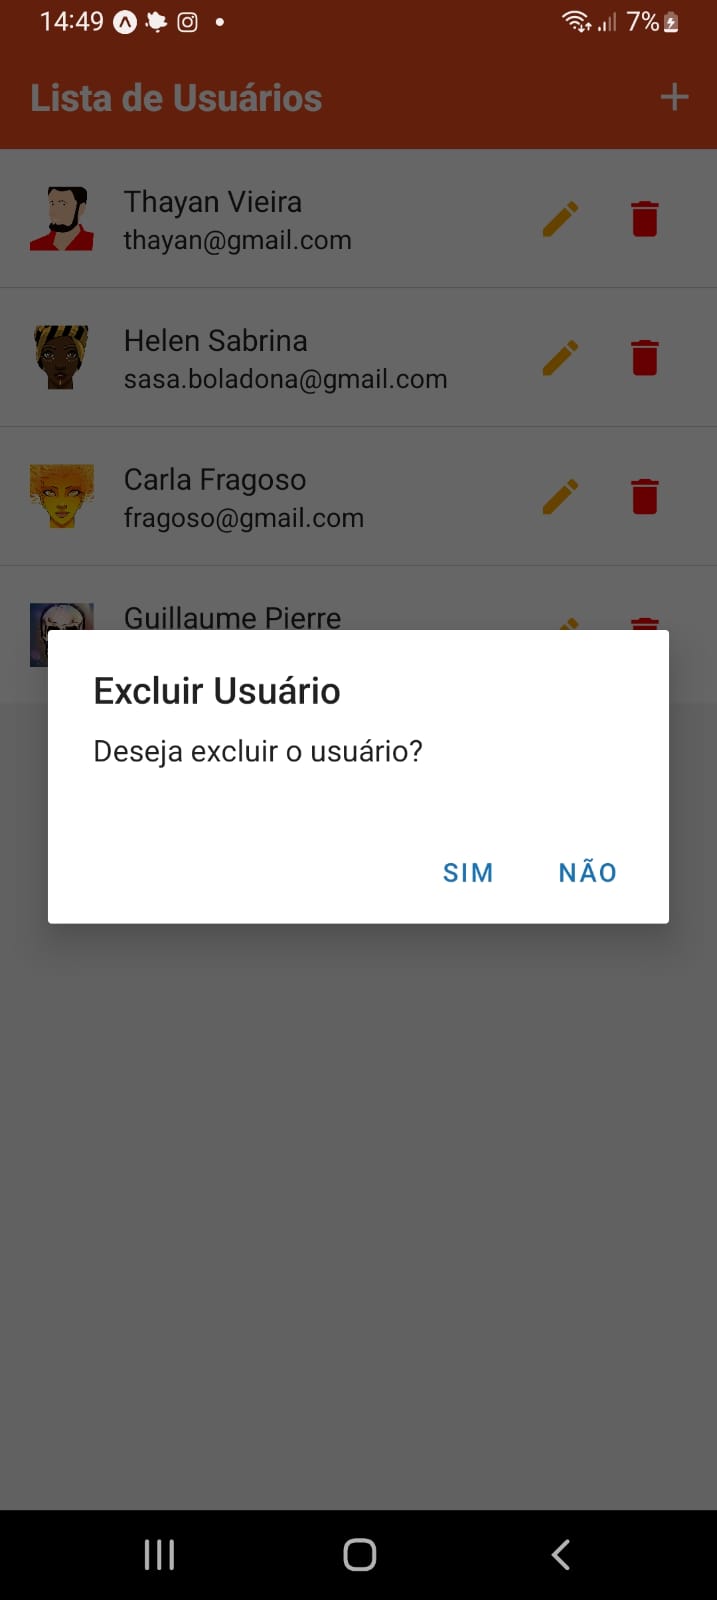 14:49
7%
Lista de Usuários
Thayan Vieira
thayan@gmail.com
Helen Sabrina
sasa.boladona@gmail.com
Carla Fragoso
fragoso@gmail.com
Guillaume Pierre
Excluir Usuário
Deseja excluir o usuário?
SIM NÃO